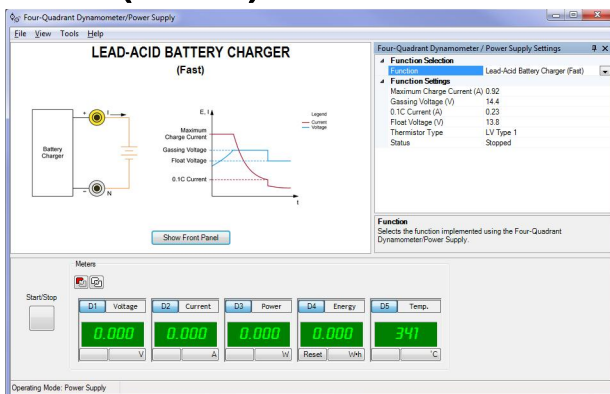 Four-Quadrant Dynamometer/Power Supply
File View Tools Help
LEAD-ACID BATTERY CHARGER
(Fast)
Battery
Charger
+
I
−
N
E, I
Maximum
Charge Current
Gassing Voltage
Float Voltage
0.1C Current
t
Legend
Current
Voltage
Show Front Panel
Four-Quadrant Dynamometer / Power Supply Settings
Function Selection
Function Lead-Acid Battery Charger (Fast)
Function Settings
Maximum Charge Current (A) 0.92
Gassing Voltage (V) 14.4
0.1C Current (A) 0.23
Float Voltage (V) 13.8
Thermistor Type LV Type 1
Status Stopped
Function
Selects the function implemented using the Four-Quadrant
Dynamometer/Power Supply.
Meters
Start/Stop
D1 Voltage D2 Current D3 Power D4 Energy D5 Temp.
0.000 0.000 0.000 0.000 341
V A W Reset W•h °C
Operating Mode: Power Supply